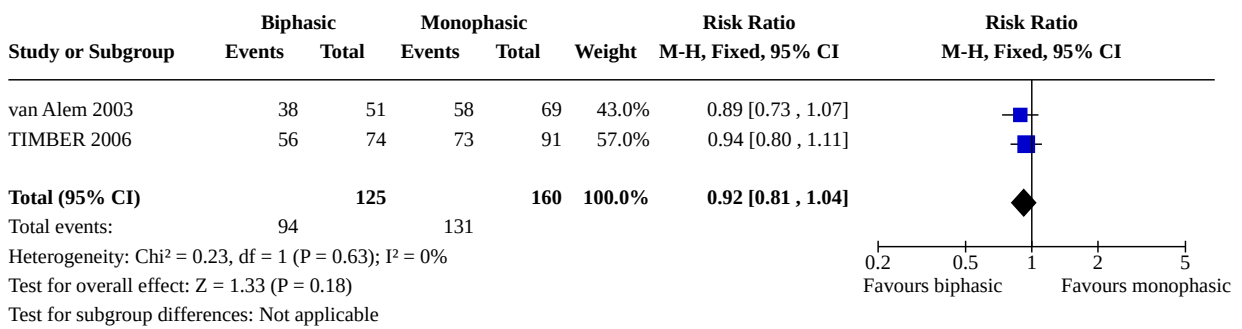 Biphasic Monophasic Risk Ratio Risk Ratio
Study or Subgroup Events Total Events Total Weight M-H, Fixed, 95% CI M-H, Fixed, 95% CI
van Alem 2003 38 51 58 69 43.0% 0.89 [0.73 , 1.07]
TIMBER 2006 56 74 73 91 57.0% 0.94 [0.80 , 1.11]
Total (95% CI) 125 160 100.0% 0.92 [0.81 , 1.04]
Total events: 94 131
Heterogeneity: Chi² = 0.23, df = 1 (P = 0.63); I² = 0%
0.2 0.5 1 2 5
Test for overall effect: Z = 1.33 (P = 0.18) Favours biphasic Favours monophasic
Test for subgroup differences: Not applicable